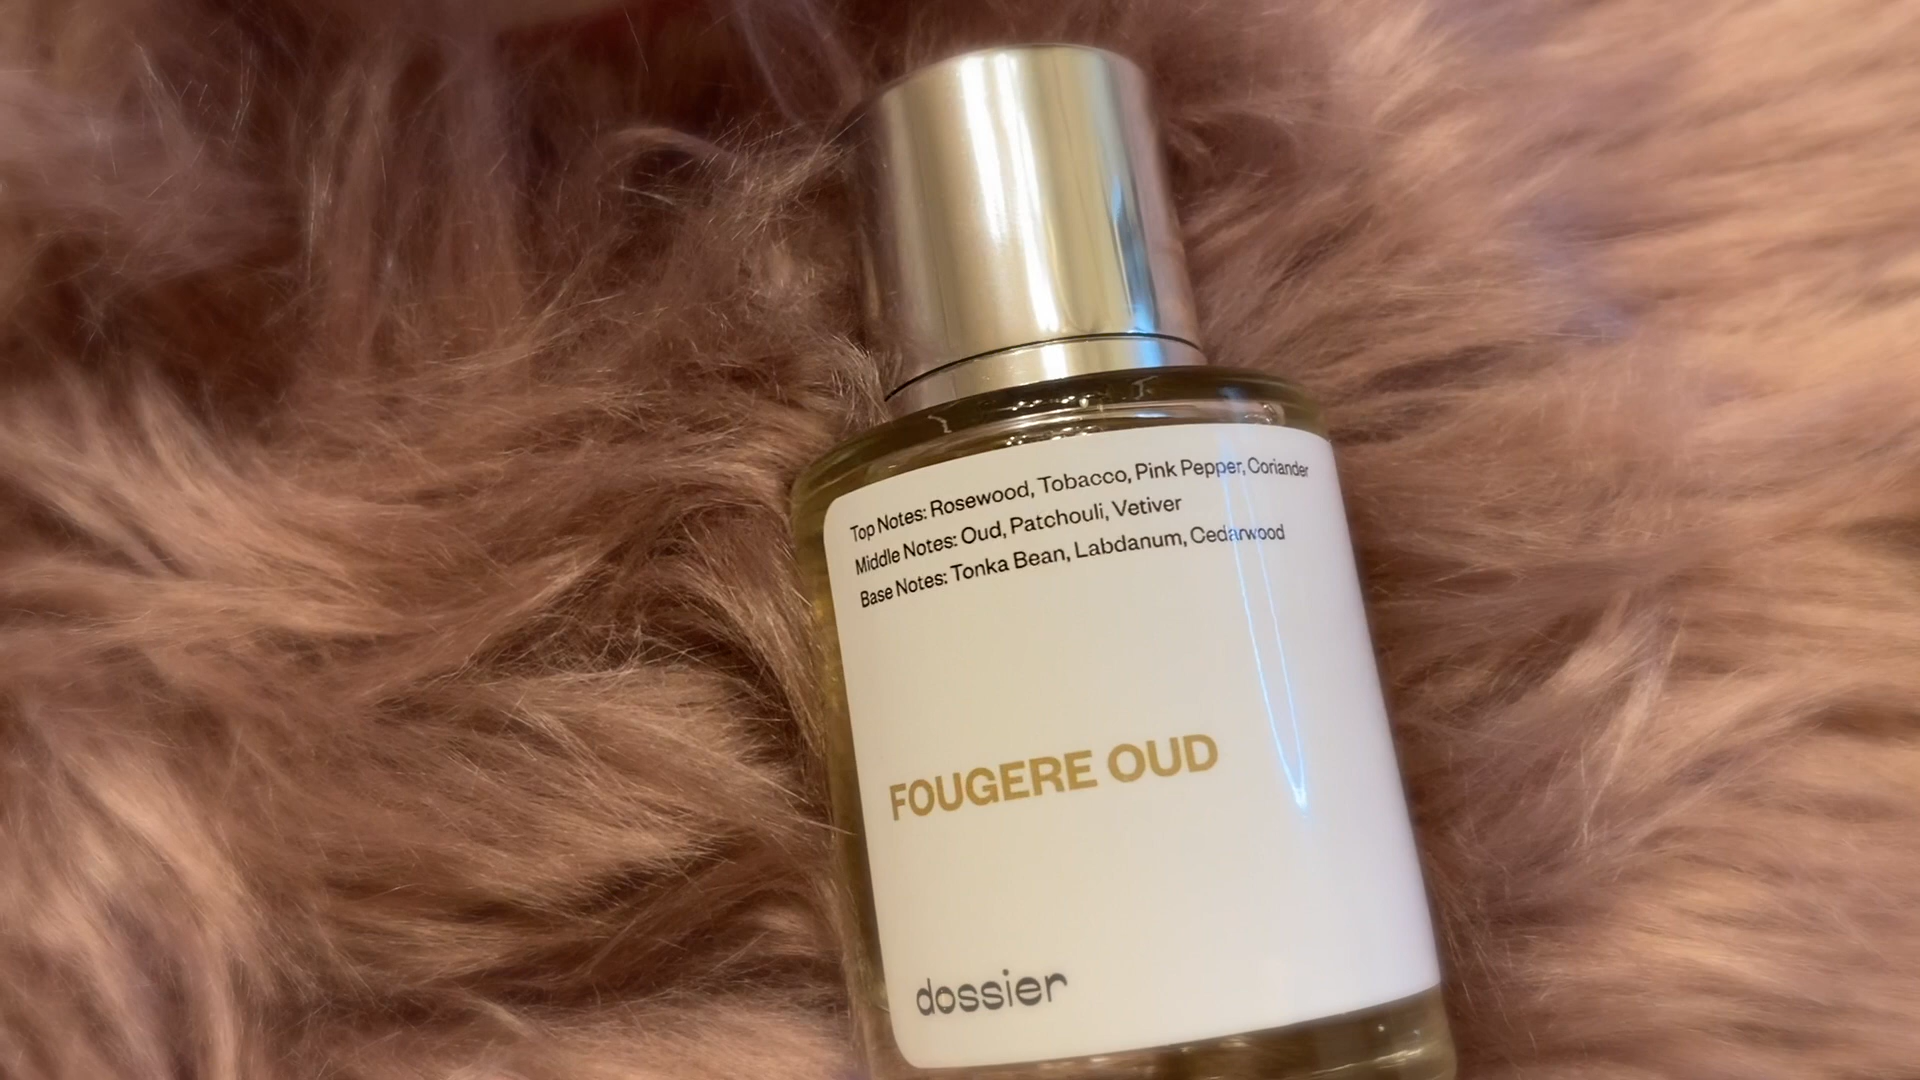 Top Notes: Rosewood, Tobacco, Pink Pepper, Coriander
Middle Notes: Oud, Patchouli, Vetiver
Base Notes: Tonka Bean, Labdanum, Cedarwood
FOUGERE OUD
dossier